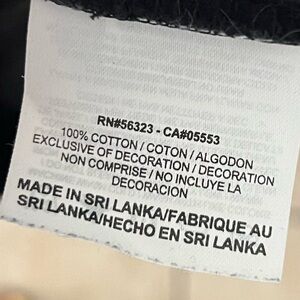 RN#56323 - CA#05553
100% COTTON / COTON / ALGODON
EXCLUSIVE OF DECORATION / DECORATION
NON COMPRISE / NO INCLUYE LA
DECORACION
MADE IN SRI LANKA/FABRIQUE AU
SRI LANKA/HECHO EN SRI LANKA